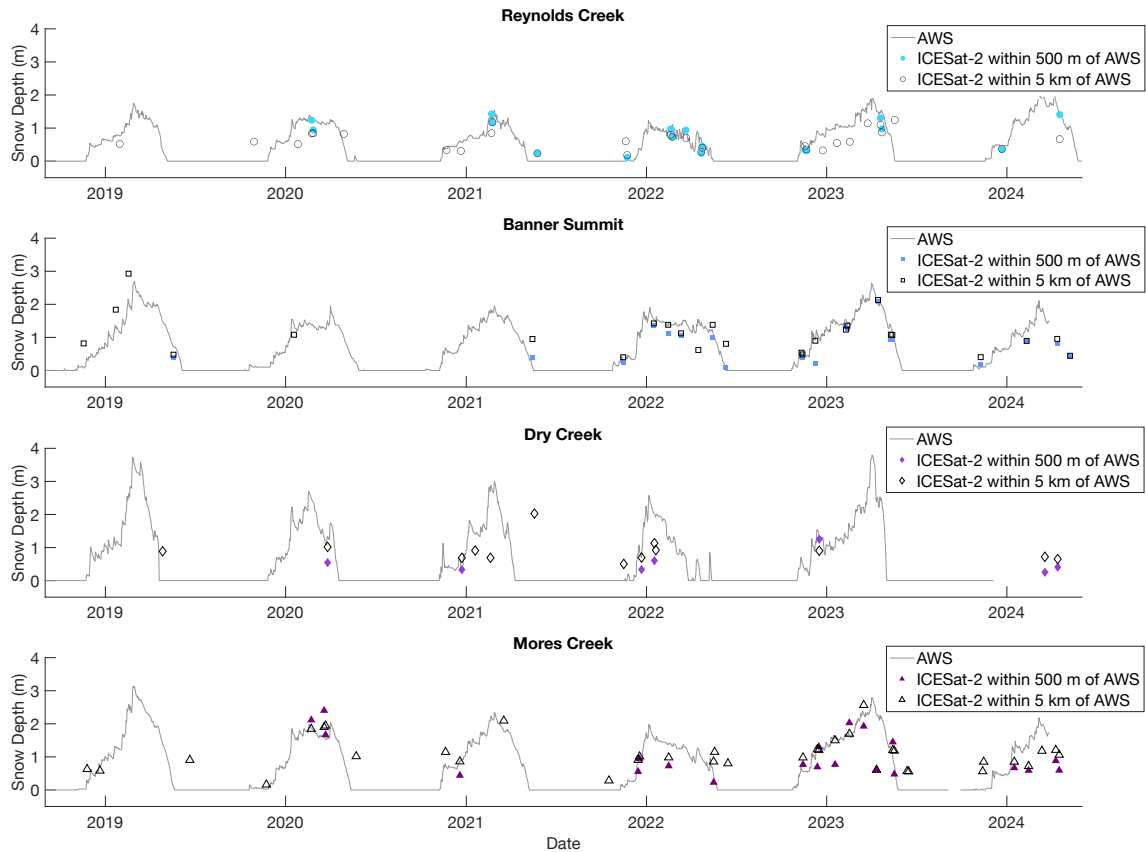 Reynolds Creek
Snow Depth (m)
4
3
2
1
0
AWS
ICESat-2 within 500 m of AWS
ICESat-2 within 5 km of AWS
2019 2020 2021 2022 2023 2024
Banner Summit
Snow Depth (m)
4
3
2
1
0
AWS
ICESat-2 within 500 m of AWS
ICESat-2 within 5 km of AWS
2019 2020 2021 2022 2023 2024
Dry Creek
Snow Depth (m)
4
3
2
1
0
AWS
ICESat-2 within 500 m of AWS
ICESat-2 within 5 km of AWS
2019 2020 2021 2022 2023 2024
Mores Creek
Snow Depth (m)
4
3
2
1
0
AWS
ICESat-2 within 500 m of AWS
ICESat-2 within 5 km of AWS
2019 2020 2021 2022 2023 2024
Date